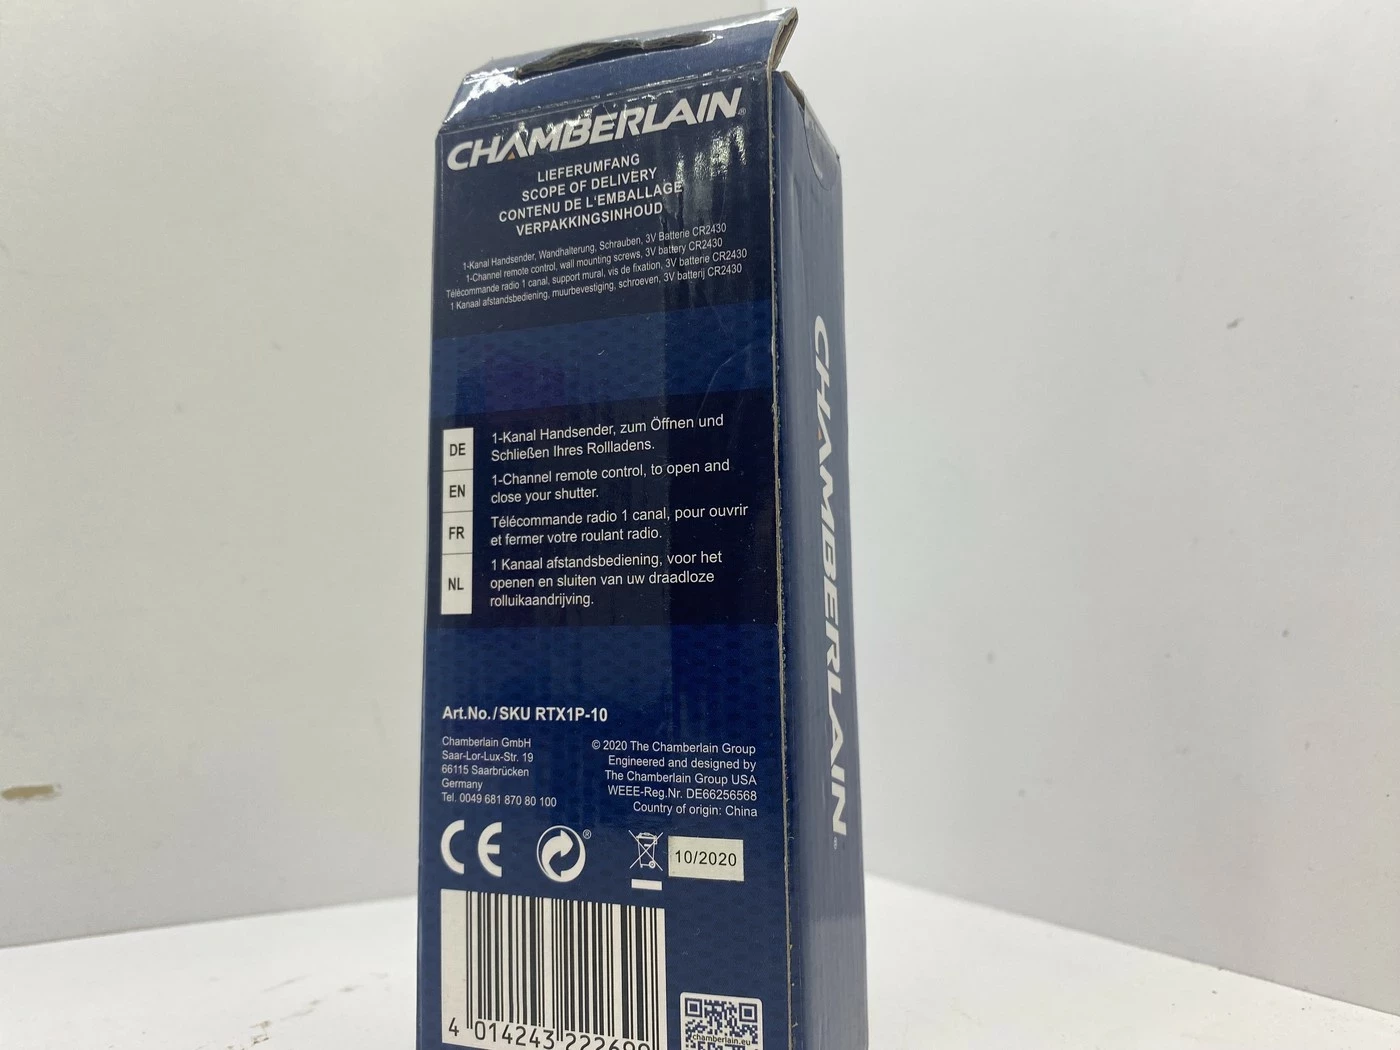 CHAMBERLAIN®
LIEFERUMFANG
SCOPE OF DELIVERY
CONTENU DE L'EMBALLAGE
VERPAKKINGSINHOUD
1-Kanal Handsender, Wandhalterung, Schrauben, 3V Batterie CR2430
1-Channel remote control, wall mounting screws, 3V battery CR2430
Télécommande radio 1 canal, support mural, vis de fixation, 3V batterie CR2430
1 Kanaal afstandsbediening, muurbevestiging, schroeven, 3V batterij CR2430
DE
1-Kanal Handsender, zum Öffnen und
Schließen Ihres Rollladens.
EN
1-Channel remote control, to open and
close your shutter.
FR
Télécommande radio 1 canal, pour ouvrir
et fermer votre roulant radio.
NL
1 Kanaal afstandsbediening, voor het
openen en sluiten van uw draadloze
rolluikaandrijving.
Art.No./SKU RTX1P-10
Chamberlain GmbH
Saar-Lor-Lux-Str. 19
66115 Saarbrücken
Germany
Tel. 0049 681 870 80 100
© 2020 The Chamberlain Group
Engineered and designed by
The Chamberlain Group USA
WEEE-Reg.Nr. DE66256568
Country of origin: China
CE
®
10/2020
4 014243 222699
chamberlain.eu
CHAMBERLAIN®